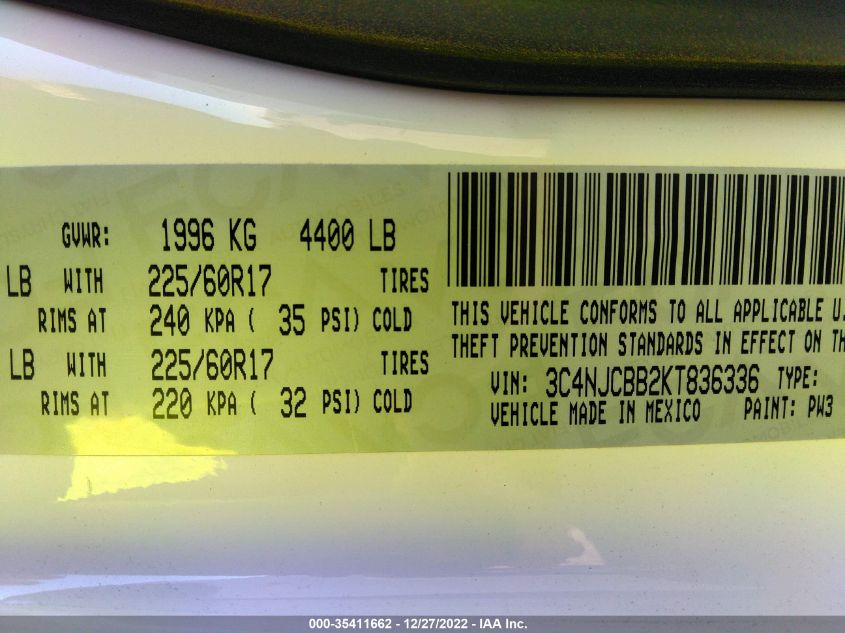 GVWR: 1996 KG 4400 LB
LB WITH 225/60R17 TIRES
RIMS AT 240 KPA ( 35 PSI) COLD
LB WITH 225/60R17 TIRES
RIMS AT 220 KPA ( 32 PSI) COLD
THIS VEHICLE CONFORMS TO ALL APPLICABLE U.
THEFT PREVENTION STANDARDS IN EFFECT ON TH
VIN: 3C4NJCBB2KT836336 TYPE:
VEHICLE MADE IN MEXICO PAINT: PW3
000-35411662 - 12/27/2022 - IAA Inc.